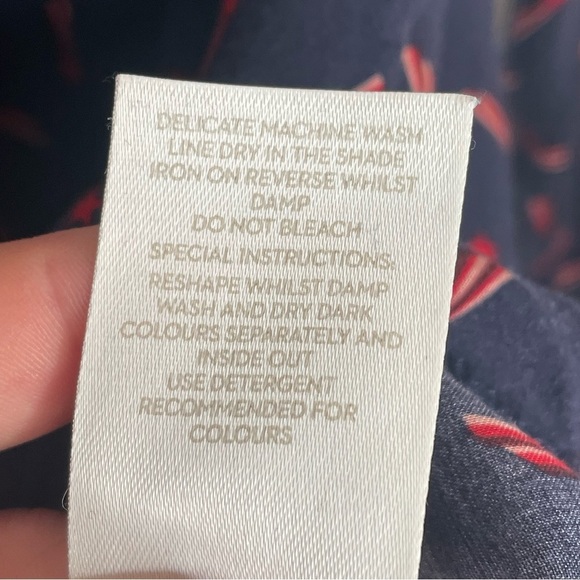 DELICATE MACHINE WASH
LINE DRY IN THE SHADE
IRON ON REVERSE WHILST
DAMP
DO NOT BLEACH
SPECIAL INSTRUCTIONS:
RESHAPE WHILST DAMP
WASH AND DRY DARK
COLOURS SEPARATELY AND
INSIDE OUT
USE DETERGENT
RECOMMENDED FOR
COLOURS